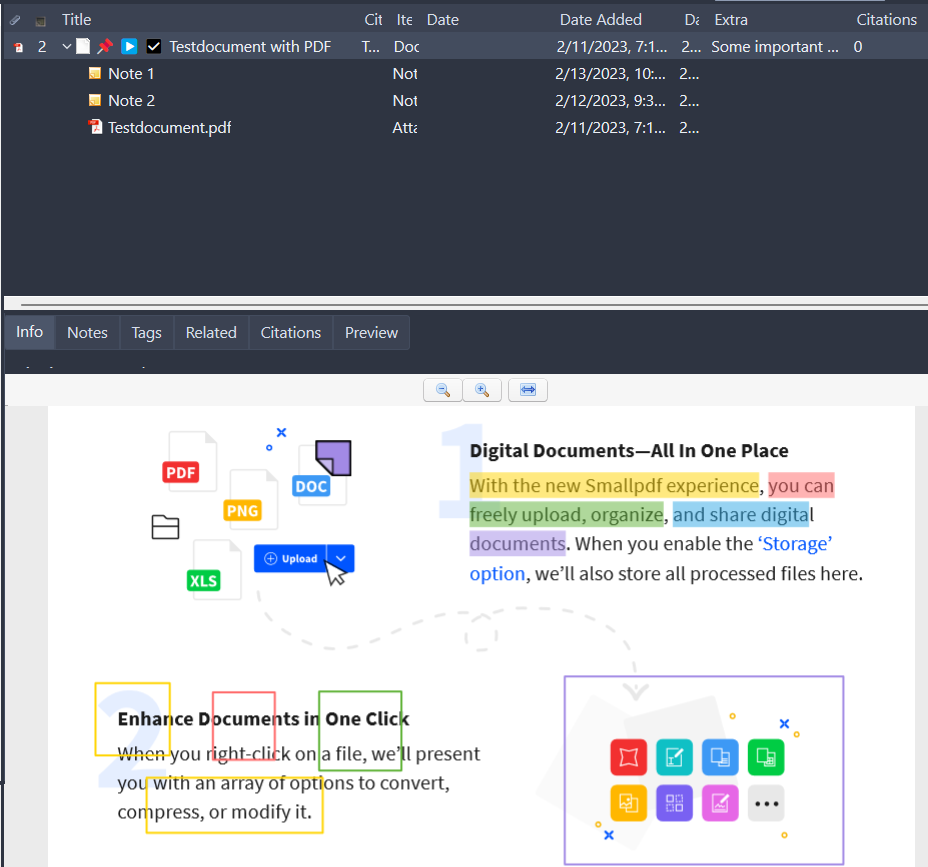 Title Cit Ite Date Date Added Da Extra Citations
2 Testdocument with PDF T... Doc 2/11/2023, 7:1... 2... Some important ... 0
Note 1 Not 2/13/2023, 10:... 2...
Note 2 Not 2/12/2023, 9:3... 2...
Testdocument.pdf Atta 2/11/2023, 7:1... 2...
Info Notes Tags Related Citations Preview
PDF
PNG
DOC
XLS
Upload
1
Digital Documents—All In One Place
With the new Smallpdf experience, you can
freely upload, organize, and share digital
documents. When you enable the ‘Storage’
option, we’ll also store all processed files here.
2
Enhance Documents in One Click
When you right-click on a file, we’ll present
you with an array of options to convert,
compress, or modify it.